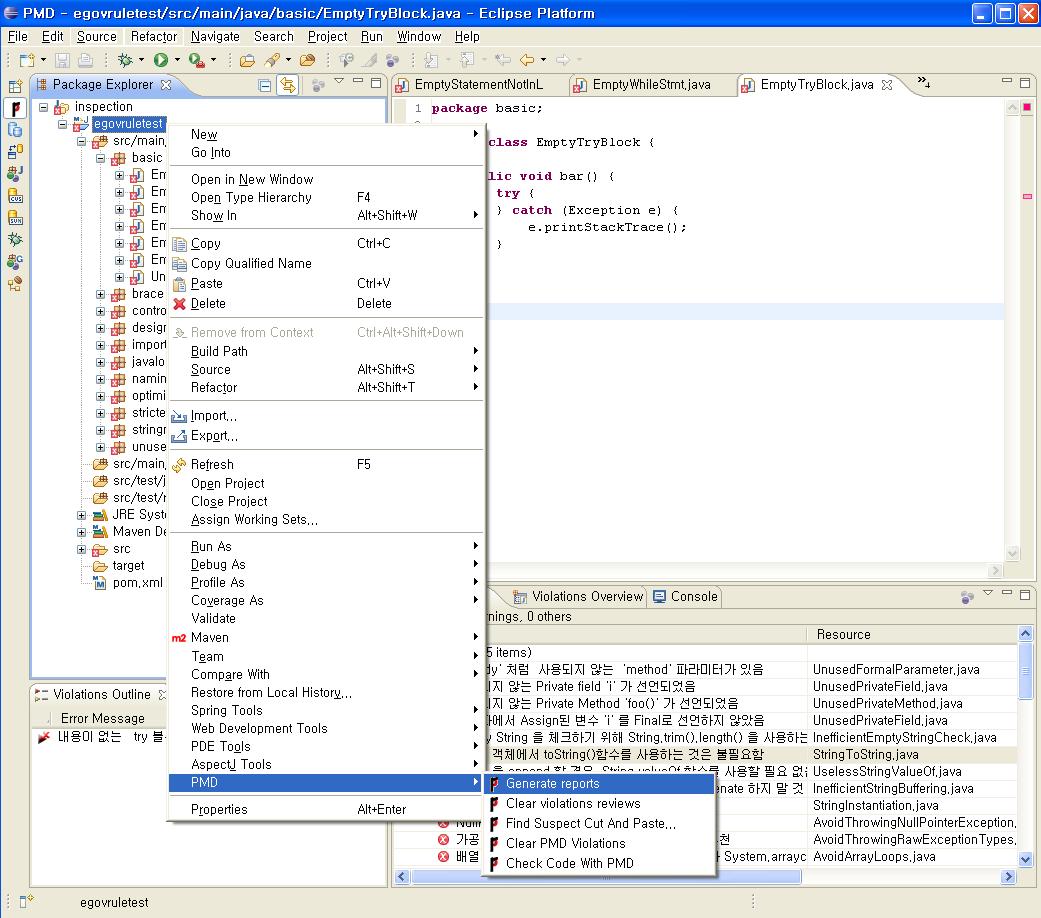 PMD - egovruletest/src/main/java/basic/EmptyTryBlock.java - Eclipse Platform
File Edit Source Refactor Navigate Search Project Run Window Help
Package Explorer
EmptyStatementNotInL
EmptyWhileStmt.java
EmptyTryBlock.java
»4
inspection
egovruletest
src/main
basic
Em
Em
Em
Em
Em
Em
Un
brace
contro
design
import
javalo
namin
optimi
stricte
string
unuse
src/main
src/test/j
src/test/r
JRE Syst
Maven De
src
target
pom.xml
1 package basic;
class EmptyTryBlock {
lic void bar() {
try {
} catch (Exception e) {
e.printStackTrace();
}
New
Go Into
Open in New Window
Open Type Hierarchy F4
Show In Alt+Shift+W
Copy Ctrl+C
Copy Qualified Name
Paste Ctrl+V
Delete Delete
Remove from Context Ctrl+Alt+Shift+Down
Build Path
Source Alt+Shift+S
Refactor Alt+Shift+T
Import...
Export...
Refresh F5
Open Project
Close Project
Assign Working Sets...
Run As
Debug As
Profile As
Coverage As
Validate
Maven
Team
Compare With
Restore from Local History...
Spring Tools
Web Development Tools
PDE Tools
AspectJ Tools
PMD
Properties Alt+Enter
Generate reports
Clear violations reviews
Find Suspect Cut And Paste...
Clear PMD Violations
Check Code With PMD
Violations Outline
Error Message
내용이 없는 try 블
Violations Overview
Console
nings, 0 others
Resource
5 items)
dy' 처럼 사용되지 않는 'method' 파라미터가 있음 UnusedFormalParameter.java
되지 않는 Private field 'i' 가 선언되었음 UnusedPrivateField.java
되지 않는 Private Method 'foo()' 가 선언되었음 UnusedPrivateMethod.java
에서 Assign된 변수 'i' 를 Final로 선언하지 않았음 UnusedPrivateField.java
y String 을 체크하기 위해 String.trim().length() 을 사용하는 InefficientEmptyStringCheck.java
객체에서 toString()함수를 사용하는 것은 불필요함 StringToString.java
append 할 경우, String.valueOf 함수를 사용할 필요 없 UselessStringValueOf.java
enate 하지 말 것 InefficientStringBuffering.java
StringInstantiation.java
AvoidThrowingNullPointerException.
가공 천 AvoidThrowingRawExceptionTypes.
배열 System.arrayc AvoidArrayLoops.java
egovruletest